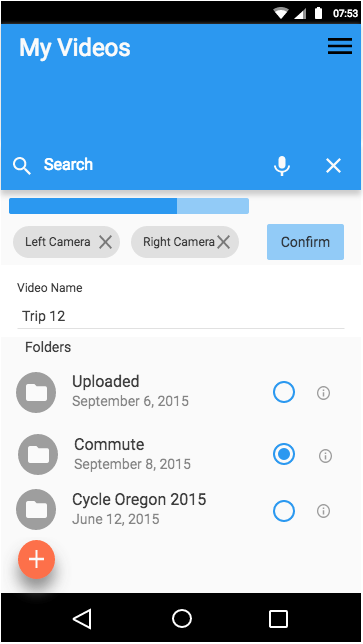 07:53
My Videos
Search
Left Camera
Right Camera
Confirm
Video Name
Trip 12
Folders
Uploaded
September 6, 2015
Commute
September 8, 2015
Cycle Oregon 2015
June 12, 2015